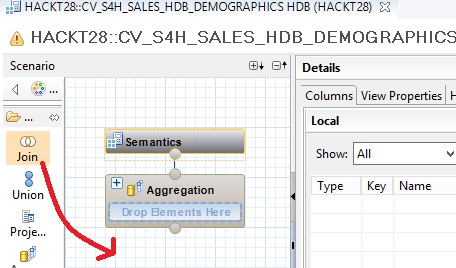 HACKT28::CV_S4H_SALES_HDB_DEMOGRAPHICS HDB (HACKT28)
HACKT28::CV_S4H_SALES_HDB_DEMOGRAPHICS
Scenario
Details
Columns View Properties H
Local
Show: All
Type Key Name
Join
Union
Proje...
Semantics
Aggregation
Drop Elements Here